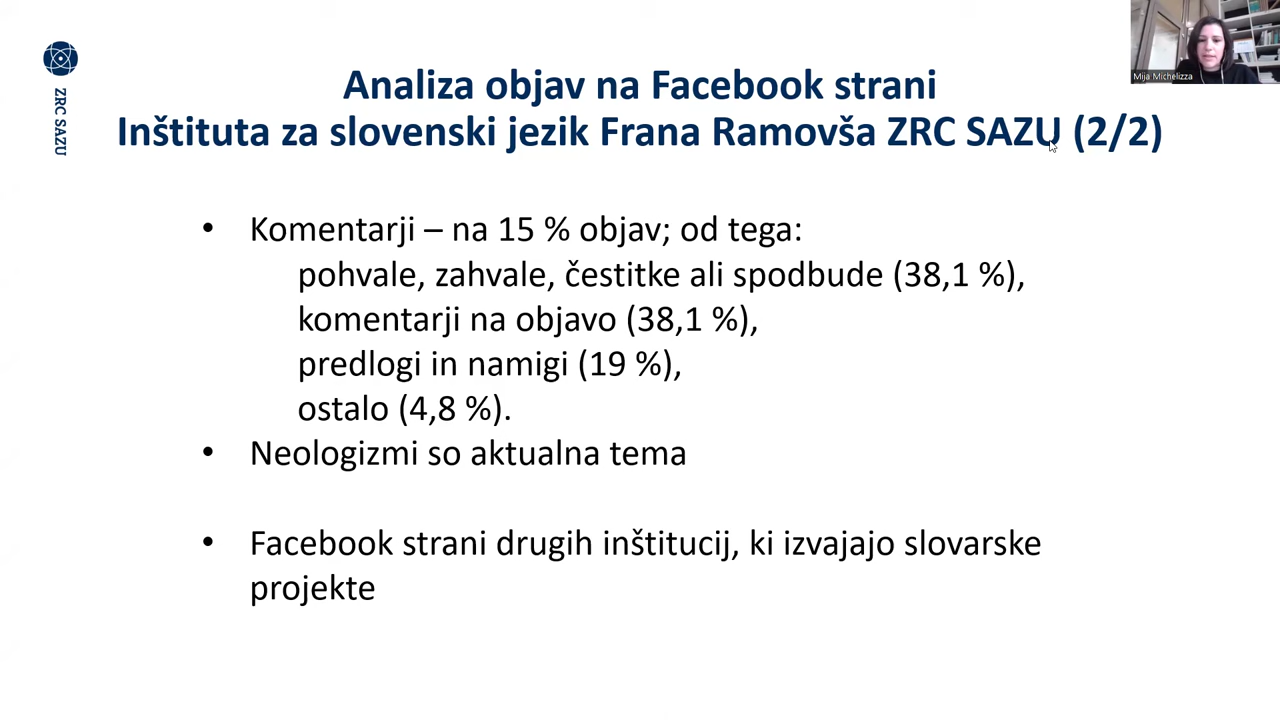 Mija Michelizza
ZRC SAZU
Analiza objav na Facebook strani
Inštituta za slovenski jezik Frana Ramovša ZRC SAZU (2/2)
• Komentarji – na 15 % objav; od tega:
pohvale, zahvale, čestitke ali spodbude (38,1 %),
komentarji na objavo (38,1 %),
predlogi in namigi (19 %),
ostalo (4,8 %).
• Neologizmi so aktualna tema
• Facebook strani drugih inštitucij, ki izvajajo slovarske
projekte